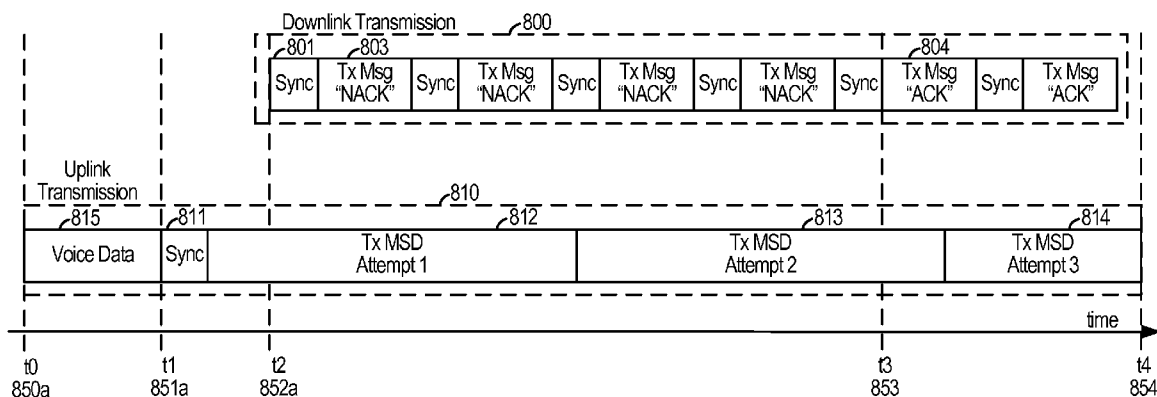 Downlink Transmission 800
801 803 804
Sync Tx Msg "NACK" Sync Tx Msg "NACK" Sync Tx Msg "NACK" Sync Tx Msg "NACK" Sync Tx Msg "ACK" Sync Tx Msg "ACK"
Uplink
Transmission
810
815 811 812 813 814
Voice Data Sync Tx MSD Attempt 1 Tx MSD Attempt 2 Tx MSD Attempt 3
time
t0 t1 t2 t3 t4
850a 851a 852a 853 854